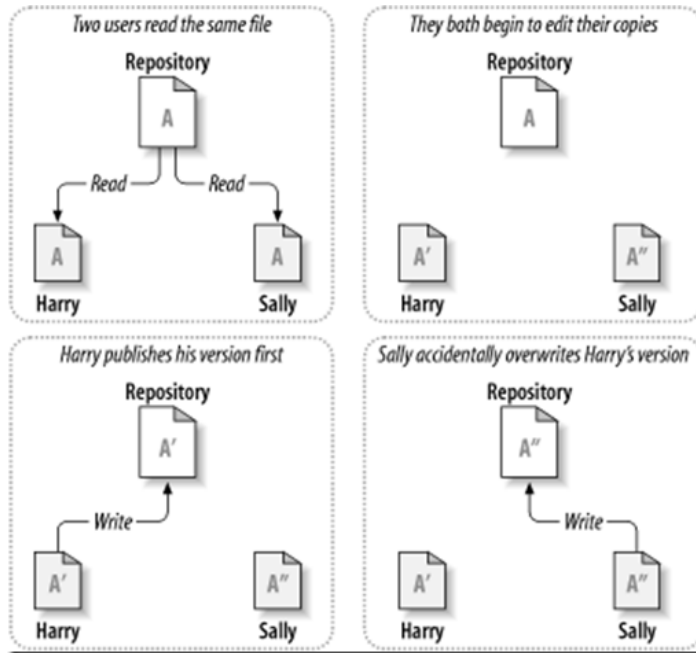 Two users read the same file
Repository
A
Read
Read
A
A
Harry
Sally
They both begin to edit their copies
Repository
A
A′
A″
Harry
Sally
Harry publishes his version first
Repository
A′
Write
A′
A″
Harry
Sally
Sally accidentally overwrites Harry's version
Repository
A″
Write
A′
A″
Harry
Sally